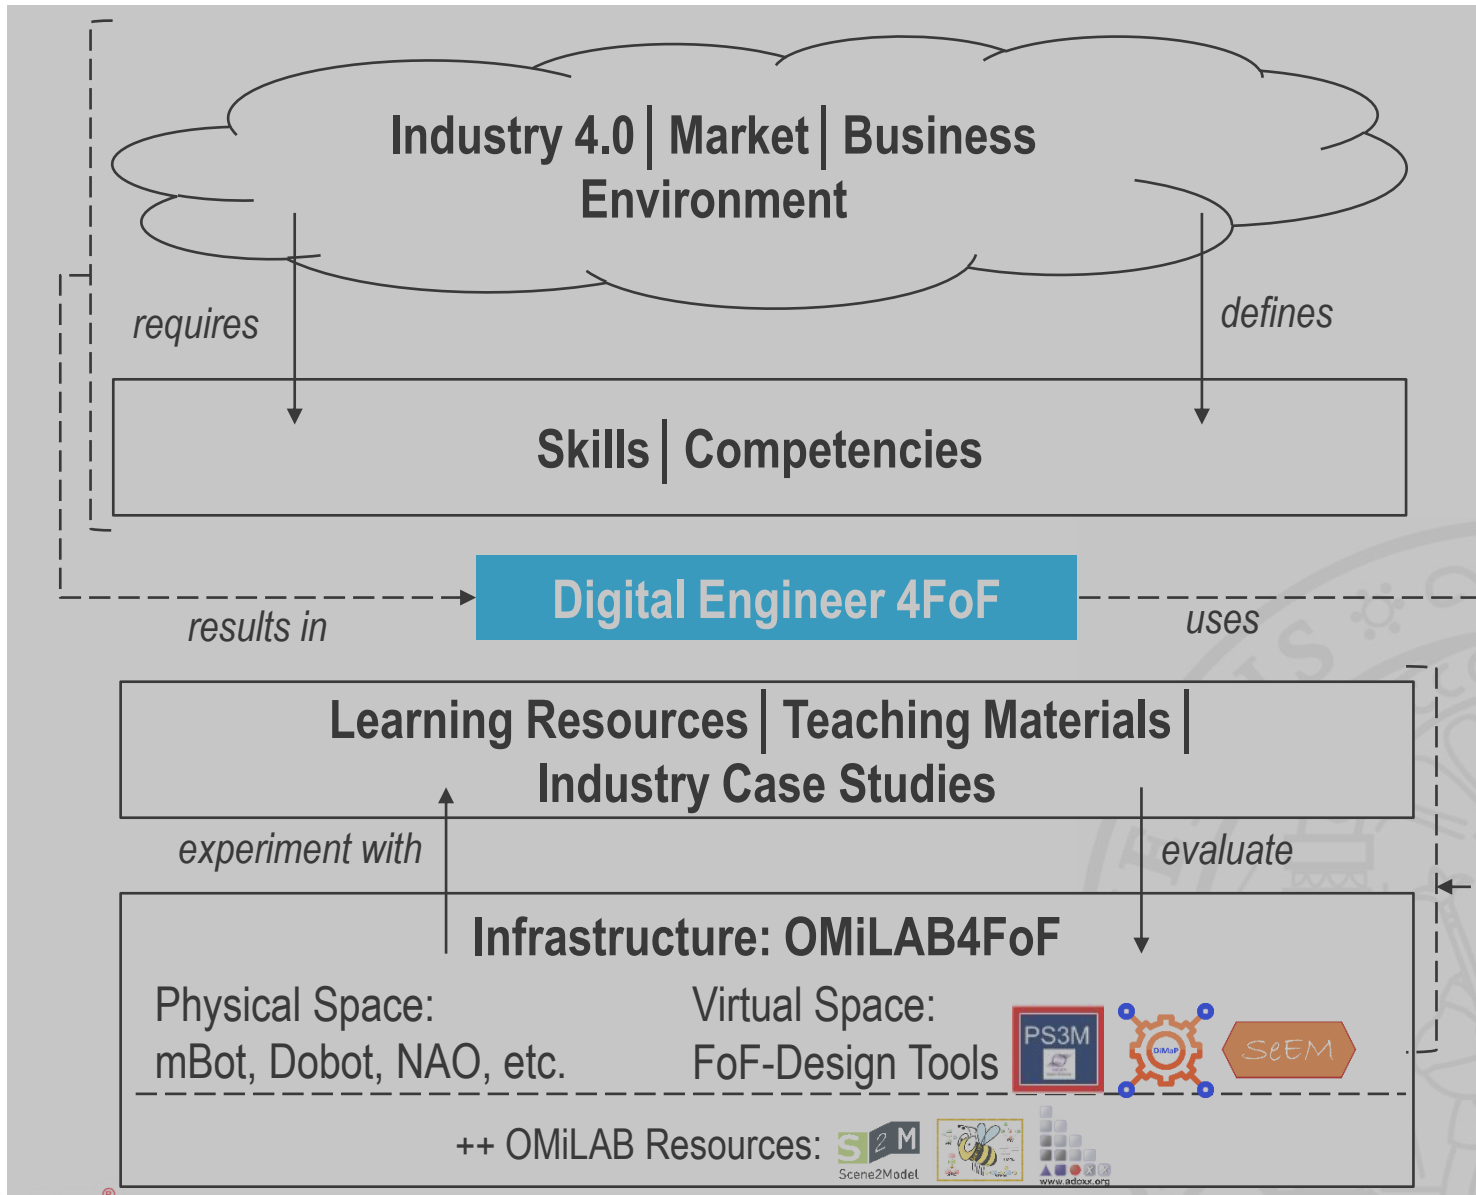 Industry 4.0 | Market | Business
Environment
requires
defines
Skills | Competencies
Digital Engineer 4FoF
results in
uses
Learning Resources | Teaching Materials |
Industry Case Studies
experiment with
evaluate
Infrastructure: OMiLAB4FoF
Physical Space:
mBot, Dobot, NAO, etc.
Virtual Space:
FoF-Design Tools
PS3M
DiMaP
SeEM
++ OMiLAB Resources:
S2M
Scene2Model
www.adoxx.org
®